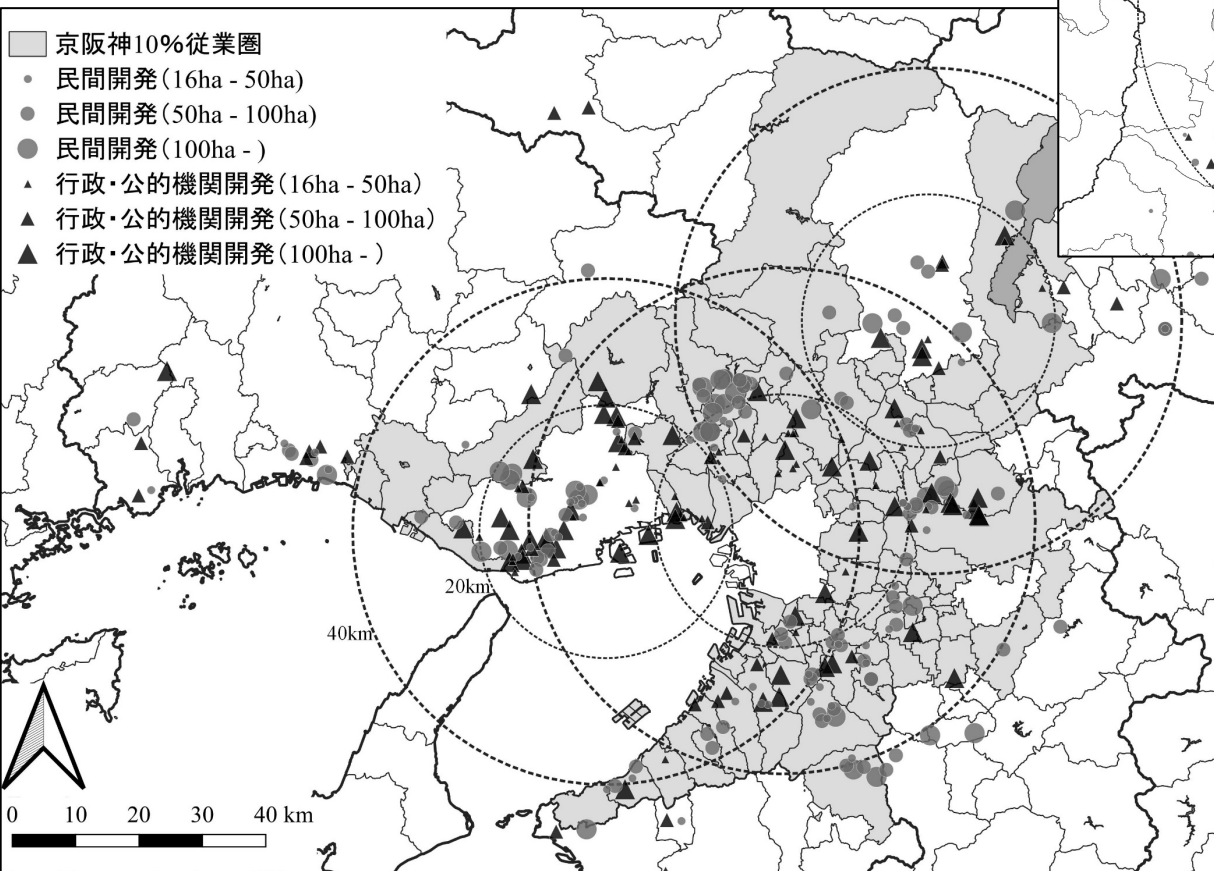 京阪神10%従業圏
民間開発(16ha - 50ha)
民間開発(50ha - 100ha)
民間開発(100ha - )
行政・公的機関開発(16ha - 50ha)
行政・公的機関開発(50ha - 100ha)
行政・公的機関開発(100ha - )
20km
40km
0 10 20 30 40 km